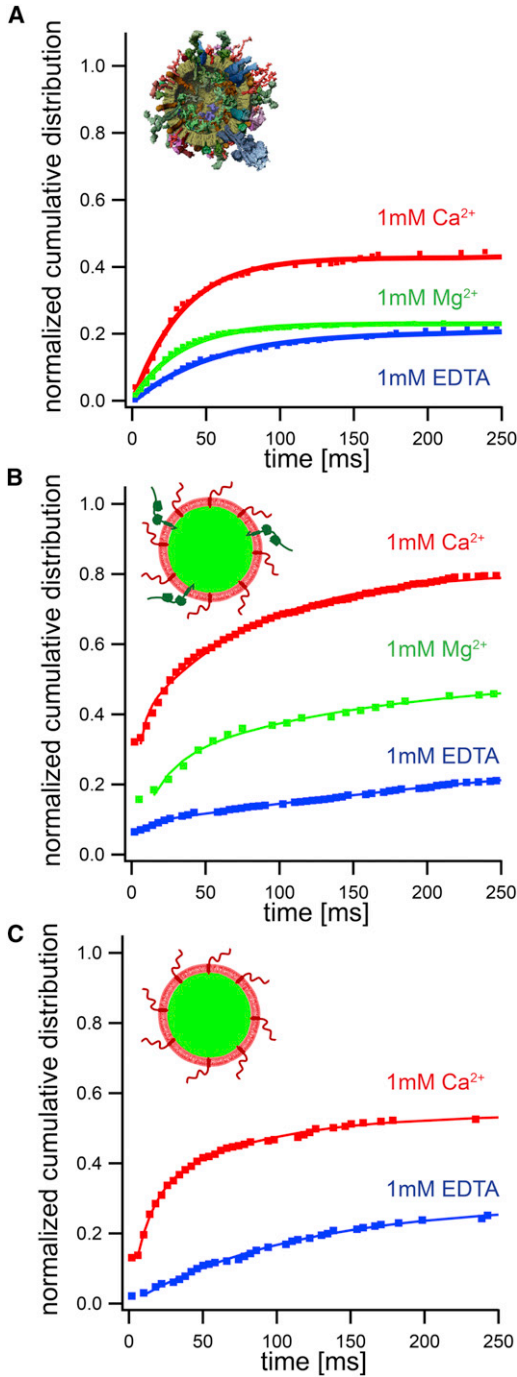 A
normalized cumulative distribution
1.0
0.8
0.6
0.4
0.2
0.0
1mM Ca²⁺
1mM Mg²⁺
1mM EDTA
0 50 100 150 200 250
time [ms]
B
normalized cumulative distribution
1.0
0.8
0.6
0.4
0.2
0.0
1mM Ca²⁺
1mM Mg²⁺
1mM EDTA
0 50 100 150 200 250
time [ms]
C
normalized cumulative distribution
1.0
0.8
0.6
0.4
0.2
0.0
1mM Ca²⁺
1mM EDTA
0 50 100 150 200 250
time [ms]